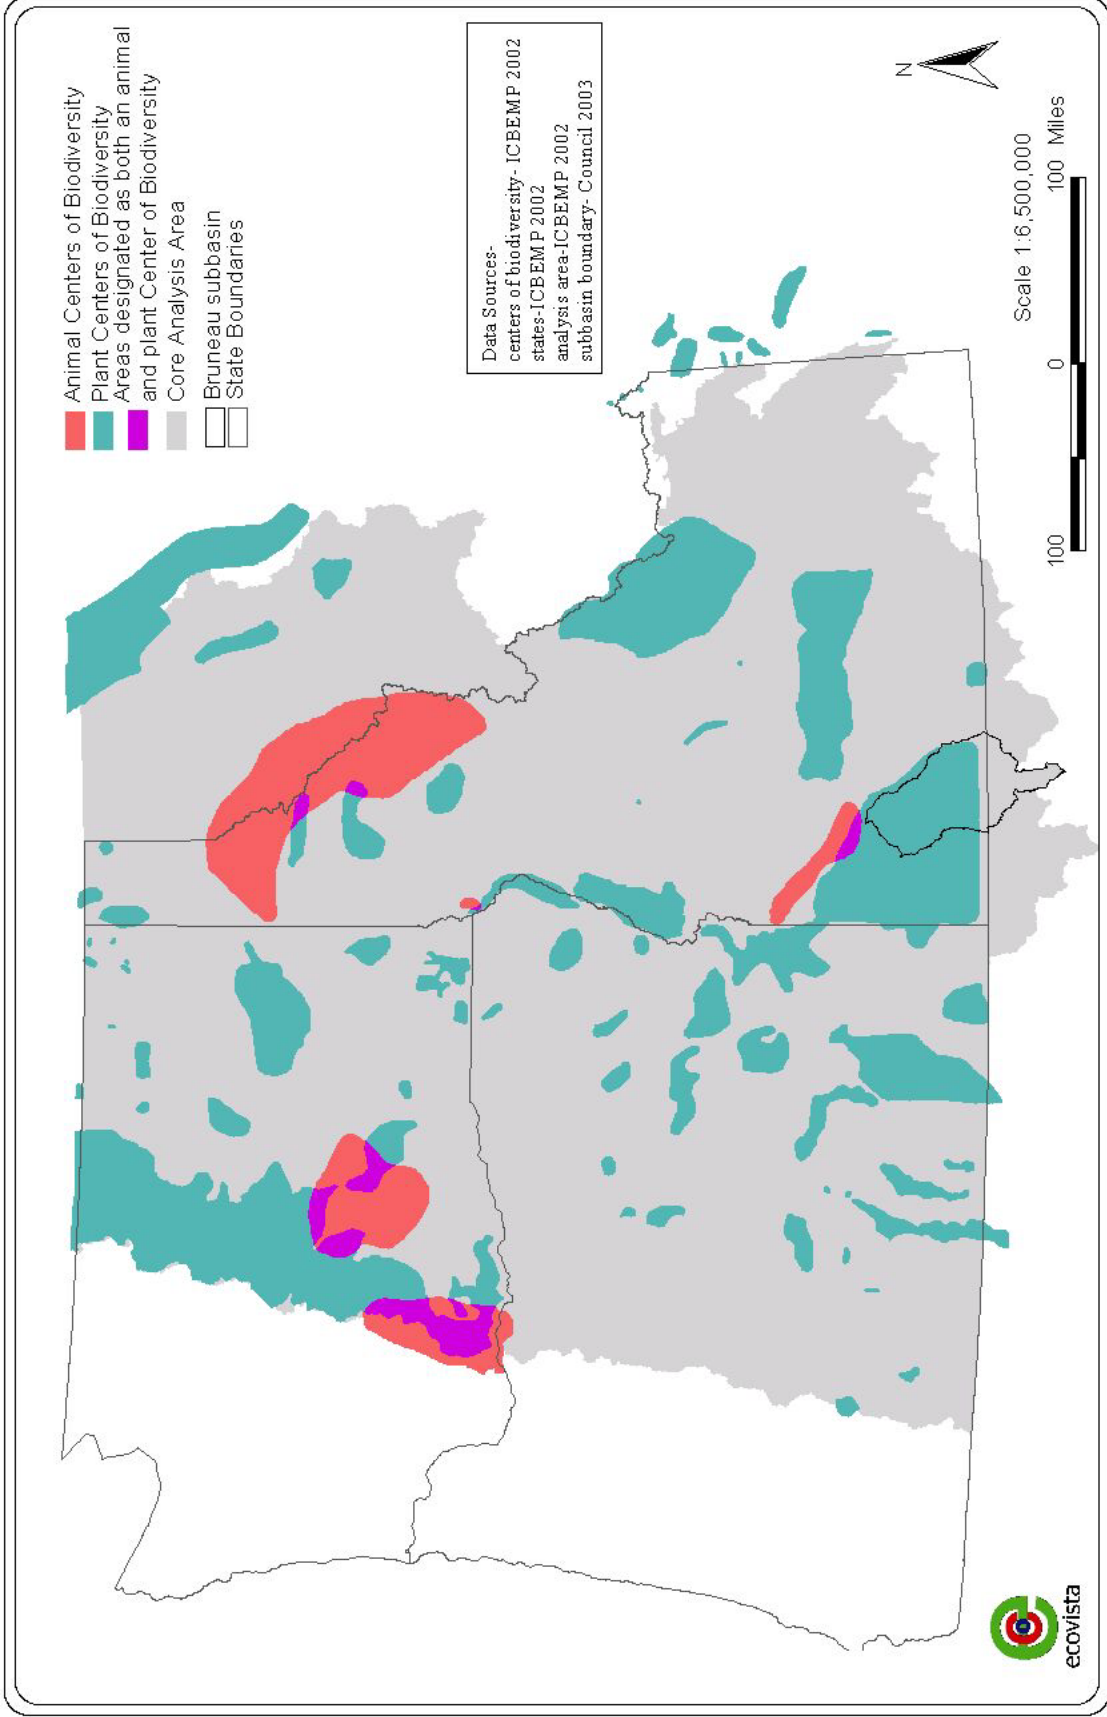 Animal Centers of Biodiversity
Plant Centers of Biodiversity
Areas designated as both an animal
and plant Center of Biodiversity
Core Analysis Area
Bruneau subbasin
State Boundaries
Data Sources-
centers of biodiversity- ICBEMP 2002
states-ICBEMP 2002
analysis area-ICBEMP 2002
subbasin boundary- Council 2003
N
Scale 1:6,500,000
100 0 100 Miles
ecovista